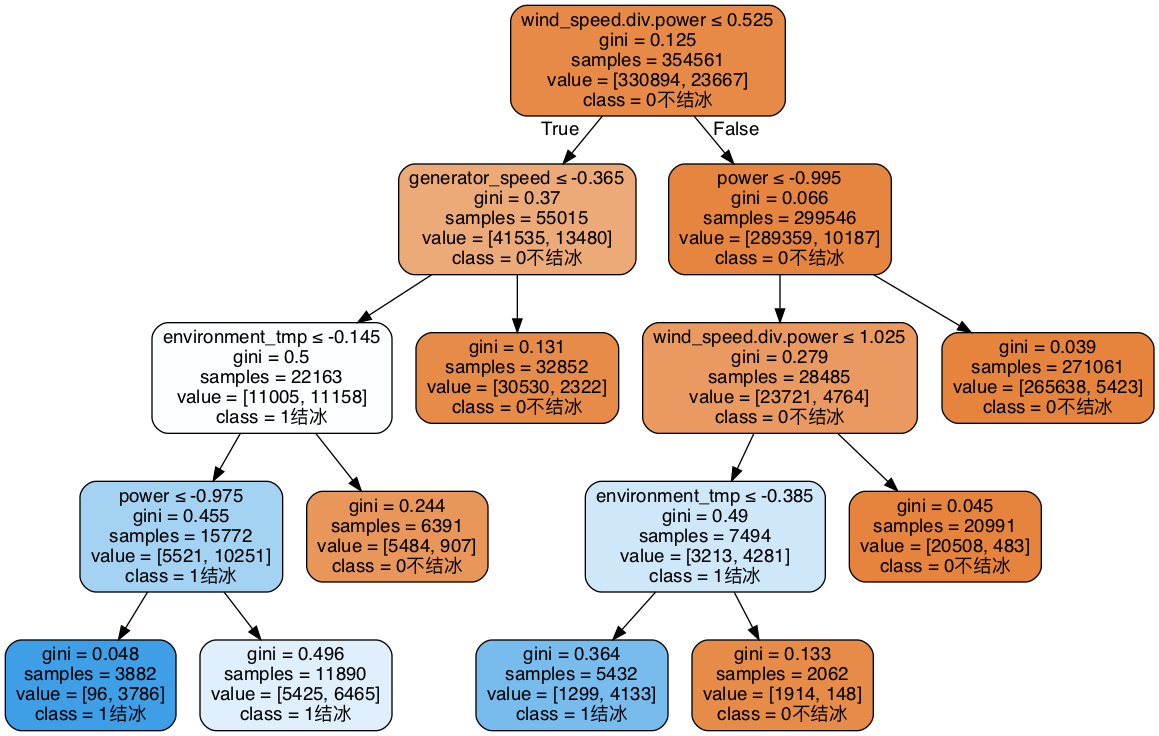 wind_speed.div.power ≤ 0.525
gini = 0.125
samples = 354561
value = [330894, 23667]
class = 0不结冰
True
False
generator_speed ≤ -0.365
gini = 0.37
samples = 55015
value = [41535, 13480]
class = 0不结冰
power ≤ -0.995
gini = 0.066
samples = 299546
value = [289359, 10187]
class = 0不结冰
environment_tmp ≤ -0.145
gini = 0.5
samples = 22163
value = [11005, 11158]
class = 1结冰
gini = 0.131
samples = 32852
value = [30530, 2322]
class = 0不结冰
wind_speed.div.power ≤ 1.025
gini = 0.279
samples = 28485
value = [23721, 4764]
class = 0不结冰
gini = 0.039
samples = 271061
value = [265638, 5423]
class = 0不结冰
power ≤ -0.975
gini = 0.455
samples = 15772
value = [5521, 10251]
class = 1结冰
gini = 0.244
samples = 6391
value = [5484, 907]
class = 0不结冰
environment_tmp ≤ -0.385
gini = 0.49
samples = 7494
value = [3213, 4281]
class = 1结冰
gini = 0.045
samples = 20991
value = [20508, 483]
class = 0不结冰
gini = 0.048
samples = 3882
value = [96, 3786]
class = 1结冰
gini = 0.496
samples = 11890
value = [5425, 6465]
class = 1结冰
gini = 0.364
samples = 5432
value = [1299, 4133]
class = 1结冰
gini = 0.133
samples = 2062
value = [1914, 148]
class = 0不结冰